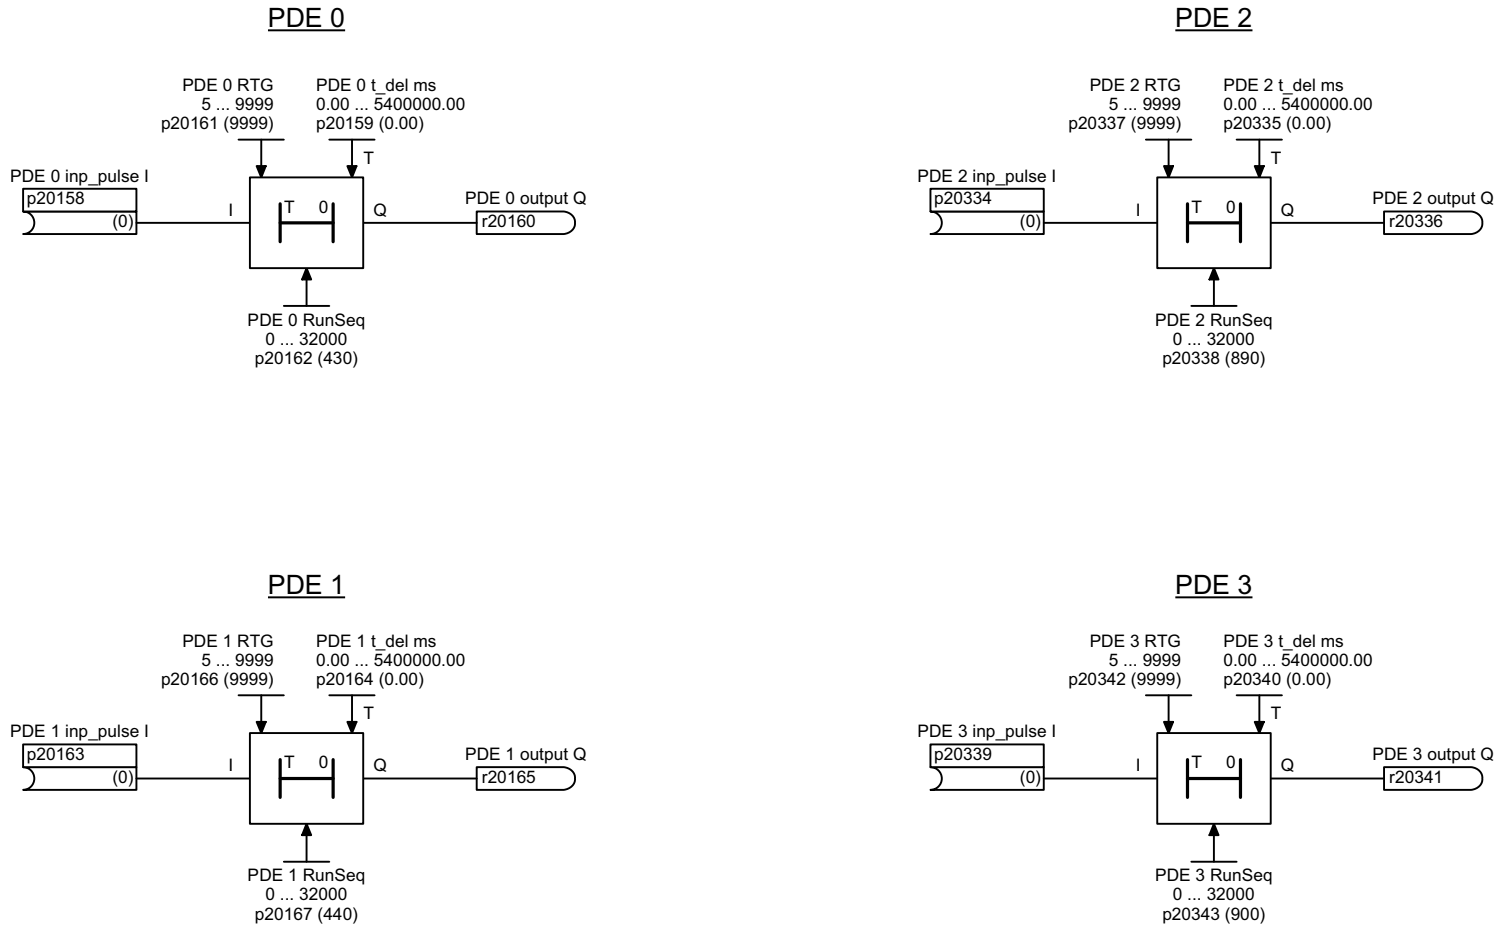 PDE 0
PDE 0 RTG
5 ... 9999
p20161 (9999)
PDE 0 t_del ms
0.00 ... 5400000.00
p20159 (0.00)
T
PDE 0 inp_pulse I
p20158
(0)
I
T 0
Q
PDE 0 output Q
r20160
PDE 0 RunSeq
0 ... 32000
p20162 (430)
PDE 2
PDE 2 RTG
5 ... 9999
p20337 (9999)
PDE 2 t_del ms
0.00 ... 5400000.00
p20335 (0.00)
T
PDE 2 inp_pulse I
p20334
(0)
I
T 0
Q
PDE 2 output Q
r20336
PDE 2 RunSeq
0 ... 32000
p20338 (890)
PDE 1
PDE 1 RTG
5 ... 9999
p20166 (9999)
PDE 1 t_del ms
0.00 ... 5400000.00
p20164 (0.00)
T
PDE 1 inp_pulse I
p20163
(0)
I
T 0
Q
PDE 1 output Q
r20165
PDE 1 RunSeq
0 ... 32000
p20167 (440)
PDE 3
PDE 3 RTG
5 ... 9999
p20342 (9999)
PDE 3 t_del ms
0.00 ... 5400000.00
p20340 (0.00)
T
PDE 3 inp_pulse I
p20339
(0)
I
T 0
Q
PDE 3 output Q
r20341
PDE 3 RunSeq
0 ... 32000
p20343 (900)